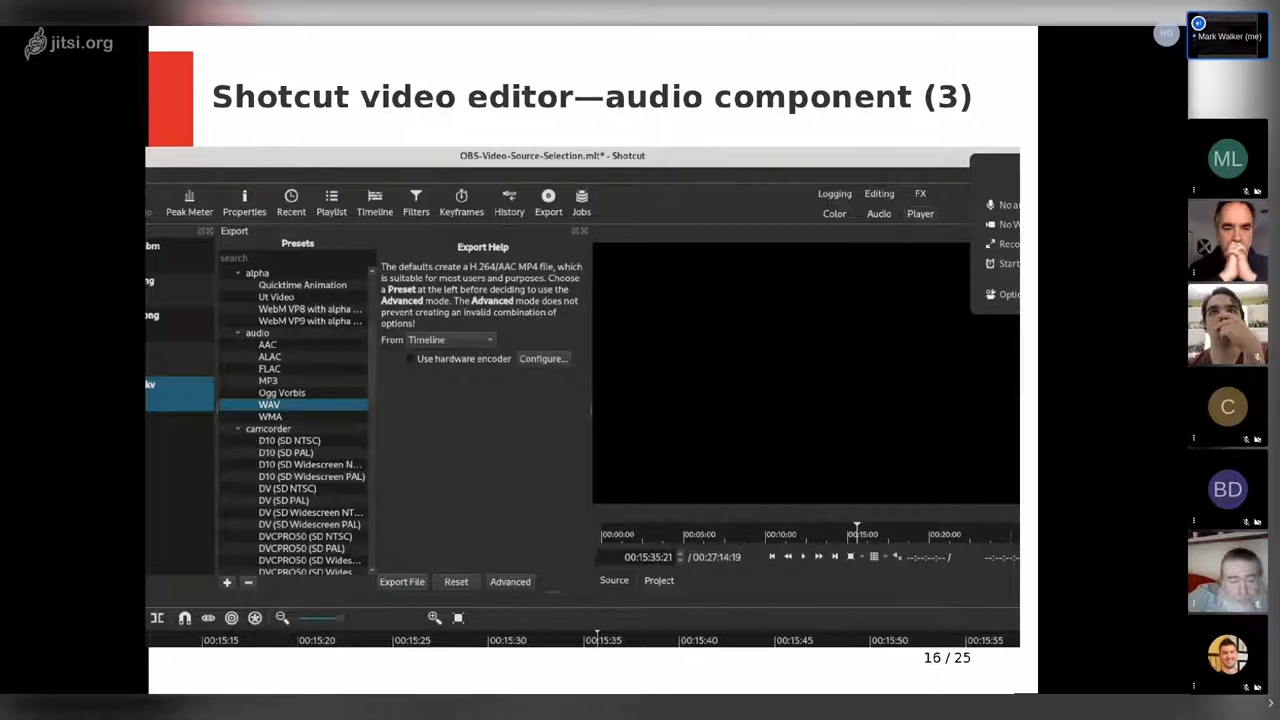 jitsi.org
HD
Mark Walker (me)
Shotcut video editor—audio component (3)
OBS-Video-Source-Selection.mlt* - Shotcut
Peak Meter
Properties
Recent
Playlist
Timeline
Filters
Keyframes
History
Export
Jobs
Logging
Editing
FX
Color
Audio
Player
Export
Presets
search
alpha
Quicktime Animation
Ut Video
WebM VP8 with alpha ...
WebM VP9 with alpha ...
audio
AAC
ALAC
FLAC
MP3
Ogg Vorbis
WAV
WMA
camcorder
D10 (SD NTSC)
D10 (SD PAL)
D10 (SD Widescreen N...
D10 (SD Widescreen PAL)
DV (SD NTSC)
DV (SD PAL)
DV (SD Widescreen NT...
DV (SD Widescreen PAL)
DVCPRO50 (SD NTSC)
DVCPRO50 (SD PAL)
DVCPRO50 (SD Wides...
DVCPRO50 (SD Wides
Export Help
The defaults create a H.264/AAC MP4 file, which
is suitable for most users and purposes. Choose
a Preset at the left before deciding to use the
Advanced mode. The Advanced mode does not
prevent creating an invalid combination of
options!
From Timeline
Use hardware encoder Configure...
Export File
Reset
Advanced
No a
No W
Reco
Start
Optic
00:00:00
00:05:00
00:10:00
00:15:00
00:20:00
00:15:35:21 / 00:27:14:19
--:--:--:-- /
Source
Project
00:15:15
00:15:20
00:15:25
00:15:30
00:15:35
00:15:40
00:15:45
00:15:50
00:15:55
16 / 25
ML
C
BD